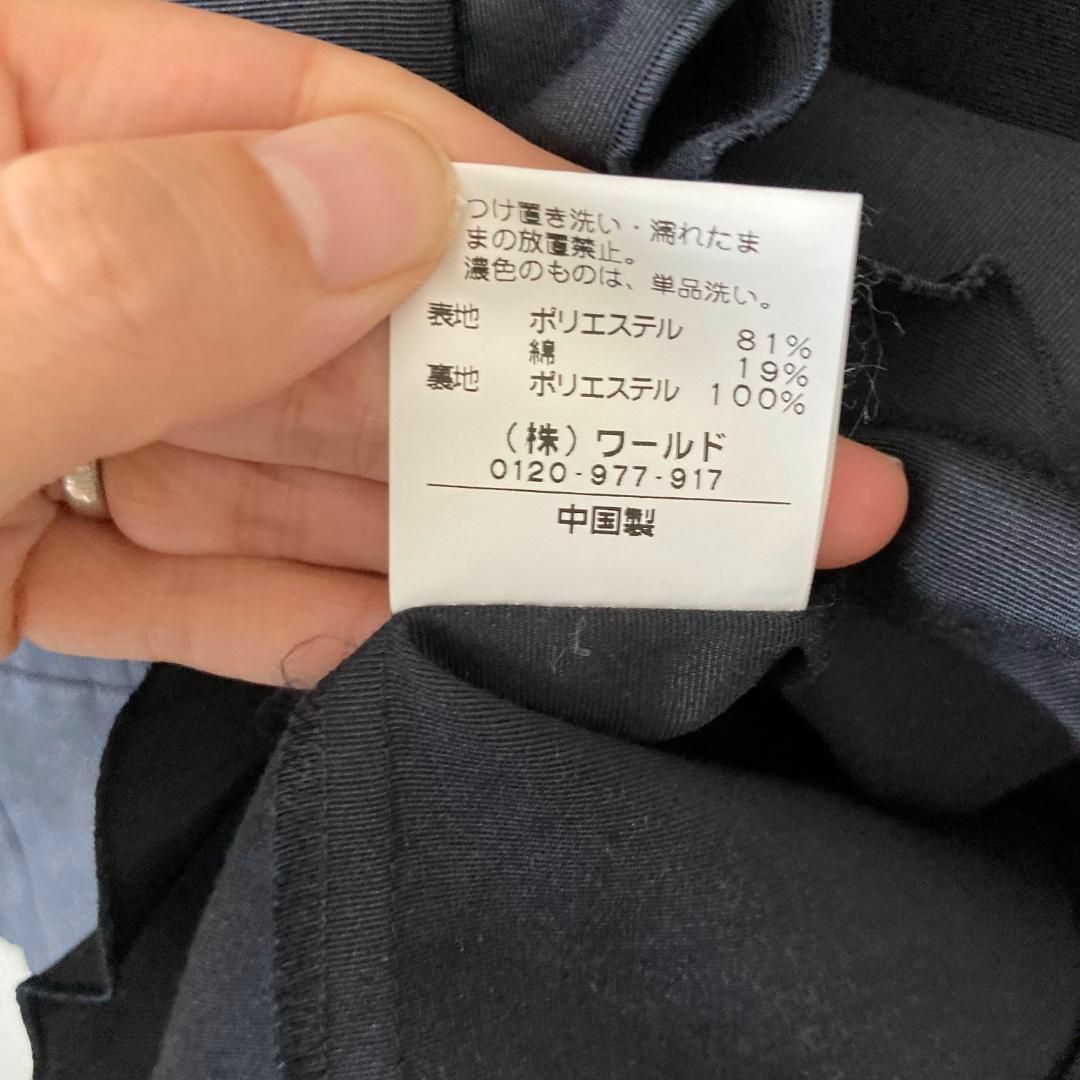 つけ置き洗い・濡れたま
まの放置禁止。
濃色のものは、単品洗い。
表地 ポリエステル 81%
綿 19%
裏地 ポリエステル 100%
（株）ワールド
0120-977-917
中国製